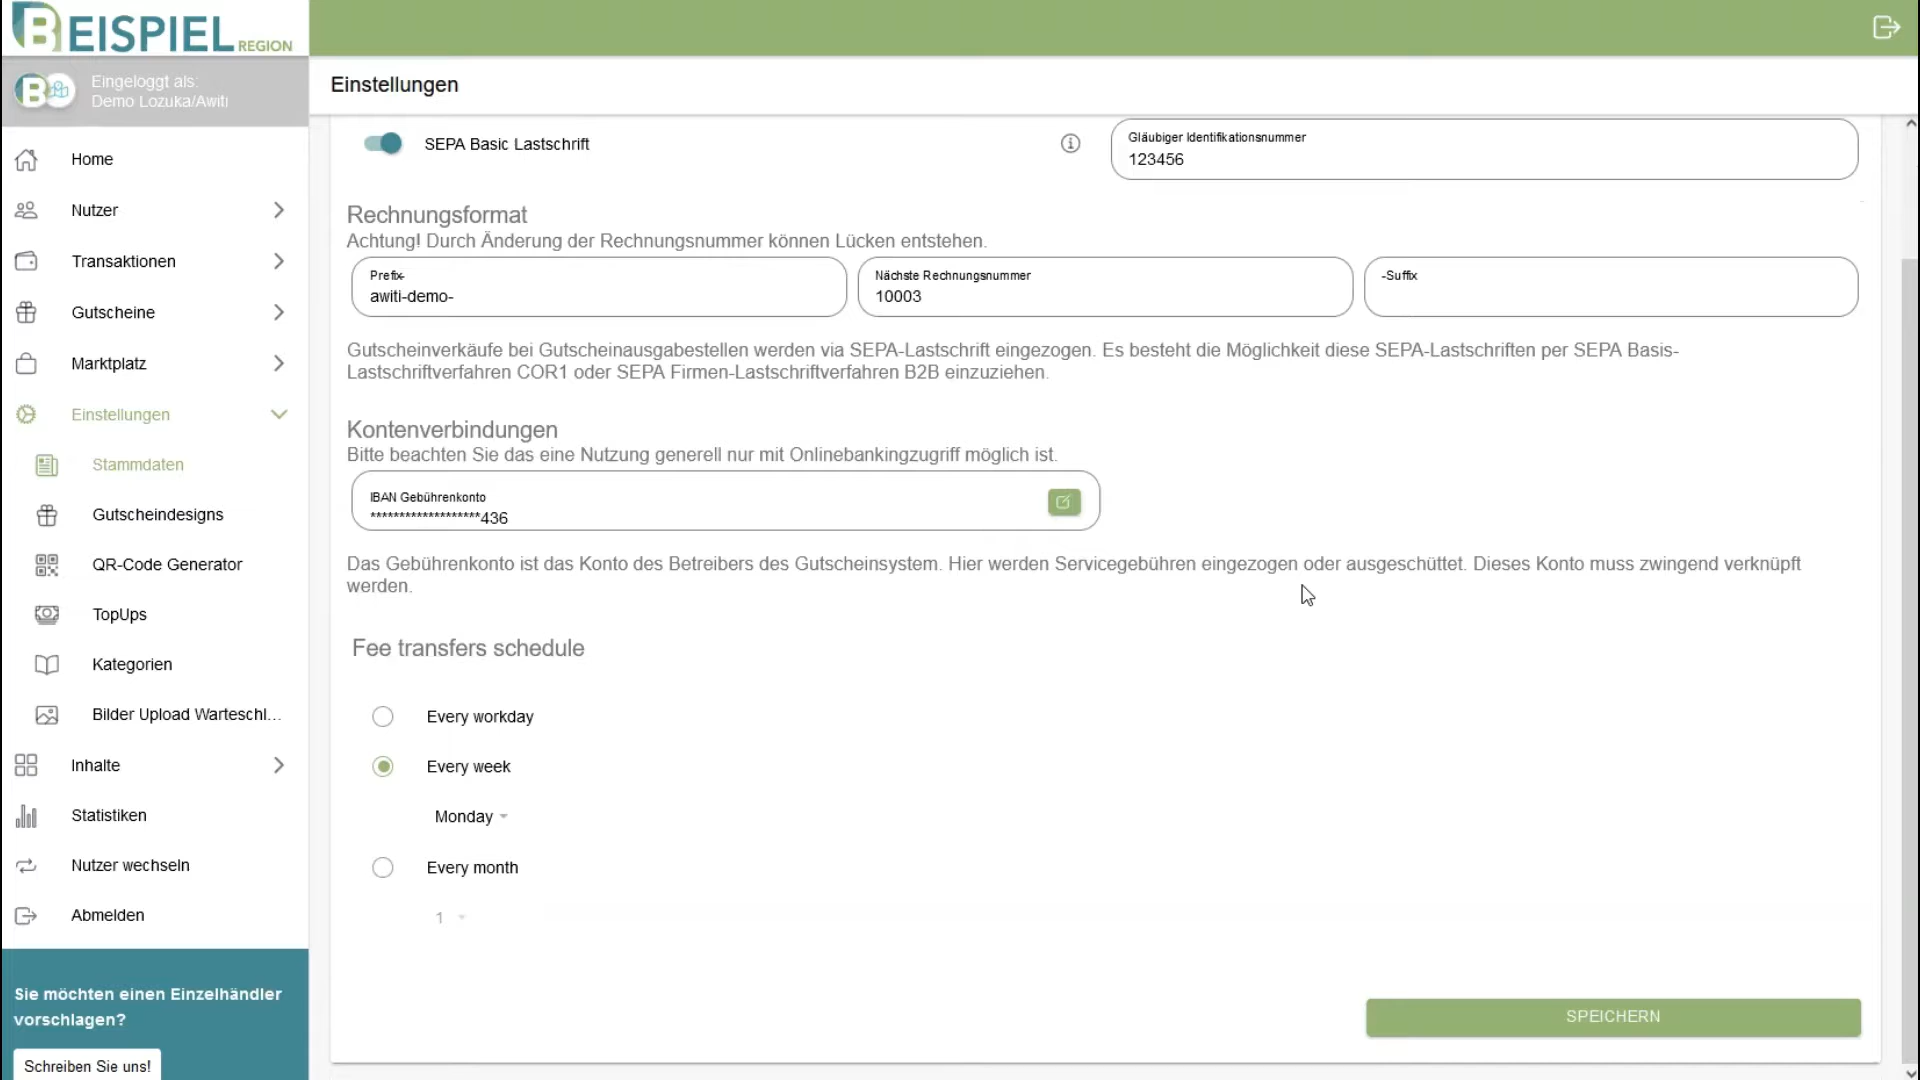 BEISPIEL REGION
Eingeloggt als:
Demo Lozuka/Awiti
Home
Nutzer
Transaktionen
Gutscheine
Marktplatz
Einstellungen
Stammdaten
Gutscheindesigns
QR-Code Generator
TopUps
Kategorien
Bilder Upload Warteschl...
Inhalte
Statistiken
Nutzer wechseln
Abmelden
Sie möchten einen Einzelhändler
vorschlagen?
Schreiben Sie uns!
Einstellungen
SEPA Basic Lastschrift
Gläubiger Identifikationsnummer
123456
Rechnungsformat
Achtung! Durch Änderung der Rechnungsnummer können Lücken entstehen.
Prefix-
awiti-demo-
Nächste Rechnungsnummer
10003
-Suffix
Gutscheinverkäufe bei Gutscheinausgabestellen werden via SEPA-Lastschrift eingezogen. Es besteht die Möglichkeit diese SEPA-Lastschriften per SEPA Basis-
Lastschriftverfahren COR1 oder SEPA Firmen-Lastschriftverfahren B2B einzuziehen.
Kontenverbindungen
Bitte beachten Sie das eine Nutzung generell nur mit Onlinebankingzugriff möglich ist.
IBAN Gebührenkonto
*******************436
Das Gebührenkonto ist das Konto des Betreibers des Gutscheinsystem. Hier werden Servicegebühren eingezogen oder ausgeschüttet. Dieses Konto muss zwingend verknüpft
werden.
Fee transfers schedule
Every workday
Every week
Monday
Every month
1
SPEICHERN